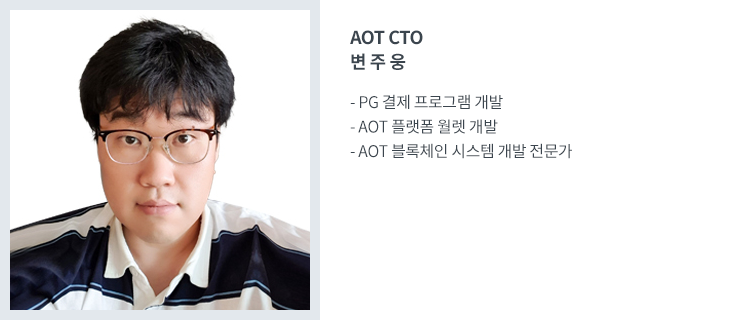 AOT CTO
변 주 웅
- PG 결제 프로그램 개발
- AOT 플랫폼 월렛 개발
- AOT 블록체인 시스템 개발 전문가